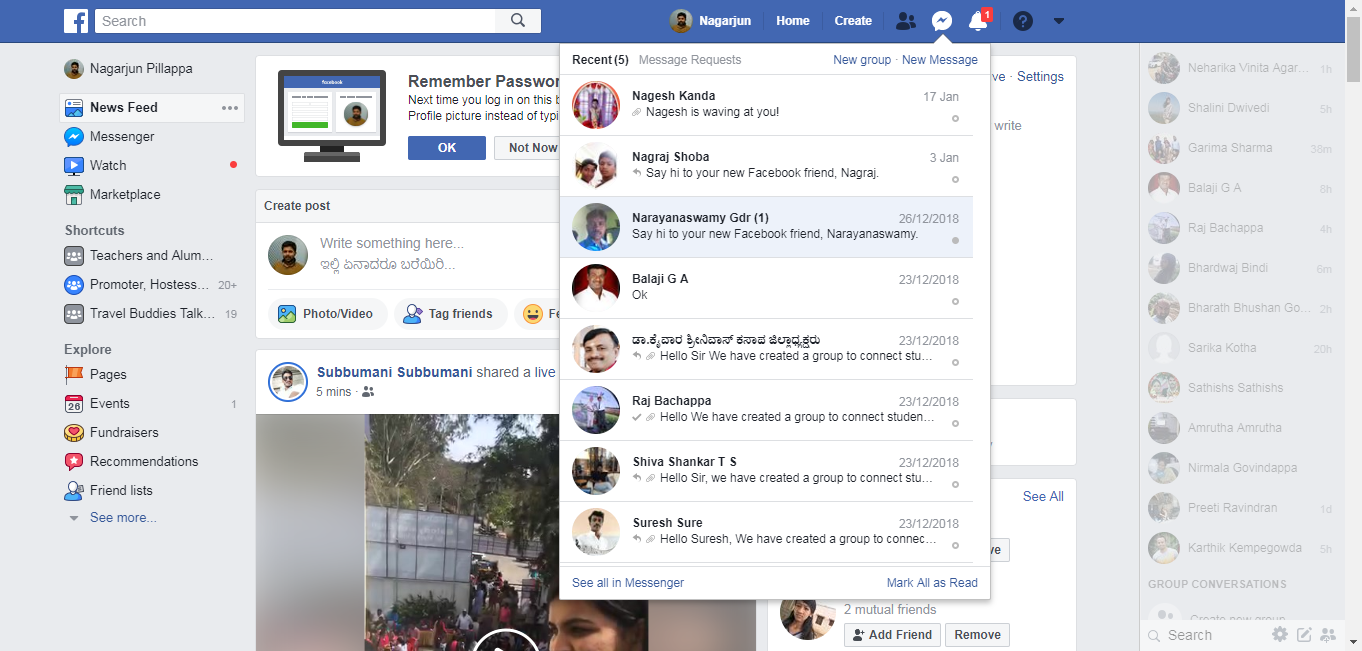 f
Search
Nagarjun
Home
Create
1
Nagarjun Pillappa
News Feed
Messenger
Watch
Marketplace
Shortcuts
Teachers and Alum...
Promoter, Hostess... 20+
Travel Buddies Talk... 19
Explore
Pages
26 Events 1
Fundraisers
Recommendations
Friend lists
See more...
facebook
Remember Passwor
Next time you log in on this b
Profile picture instead of typi
OK
Not Now
Create post
Write something here...
ಇಲ್ಲಿ ಏನಾದರೂ ಬರೆಯಿರಿ...
Photo/Video
Tag friends
Fe
Subbumani Subbumani shared a live
5 mins ·
Recent (5) Message Requests New group · New Message
Nagesh Kanda 17 Jan
Nagesh is waving at you!
Nagraj Shoba 3 Jan
Say hi to your new Facebook friend, Nagraj.
Narayanaswamy Gdr (1) 26/12/2018
Say hi to your new Facebook friend, Narayanaswamy.
Balaji G A 23/12/2018
Ok
ಡಾ.ಕೈವಾರ ಶ್ರೀನಿವಾಸ್ ಕಸಾಪ ಜಿಲ್ಲಾಧ್ಯಕ್ಷರು 23/12/2018
Hello Sir We have created a group to connect stu...
Raj Bachappa 23/12/2018
Hello We have created a group to connect studen...
Shiva Shankar T S 23/12/2018
Hello Sir, we have created a group to connect stu...
Suresh Sure 23/12/2018
Hello Suresh, We have created a group to connec...
See all in Messenger Mark All as Read
ve · Settings
write
See All
ve
2 mutual friends
Add Friend
Remove
Neharika Vinita Agar... 1h
Shalini Dwivedi 5h
Garima Sharma 38m
Balaji G A 8h
Raj Bachappa 4h
Bhardwaj Bindi 6m
Bharath Bhushan Go... 2h
Sarika Kotha 20h
Sathishs Sathishs
Amrutha Amrutha
Nirmala Govindappa
Preeti Ravindran 1d
Karthik Kempegowda 5h
GROUP CONVERSATIONS
Create new group
Search